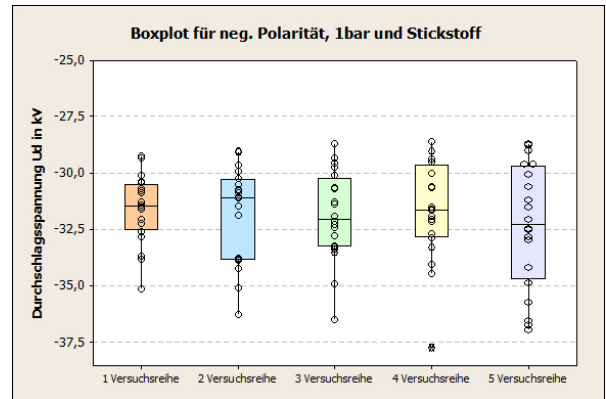 Boxplot für neg. Polarität, 1bar und Stickstoff
Durchschlagsspannung Ud in kV
-25,0
-27,5
-30,0
-32,5
-35,0
-37,5
1 Versuchsreihe 2 Versuchsreihe 3 Versuchsreihe 4 Versuchsreihe 5 Versuchsreihe